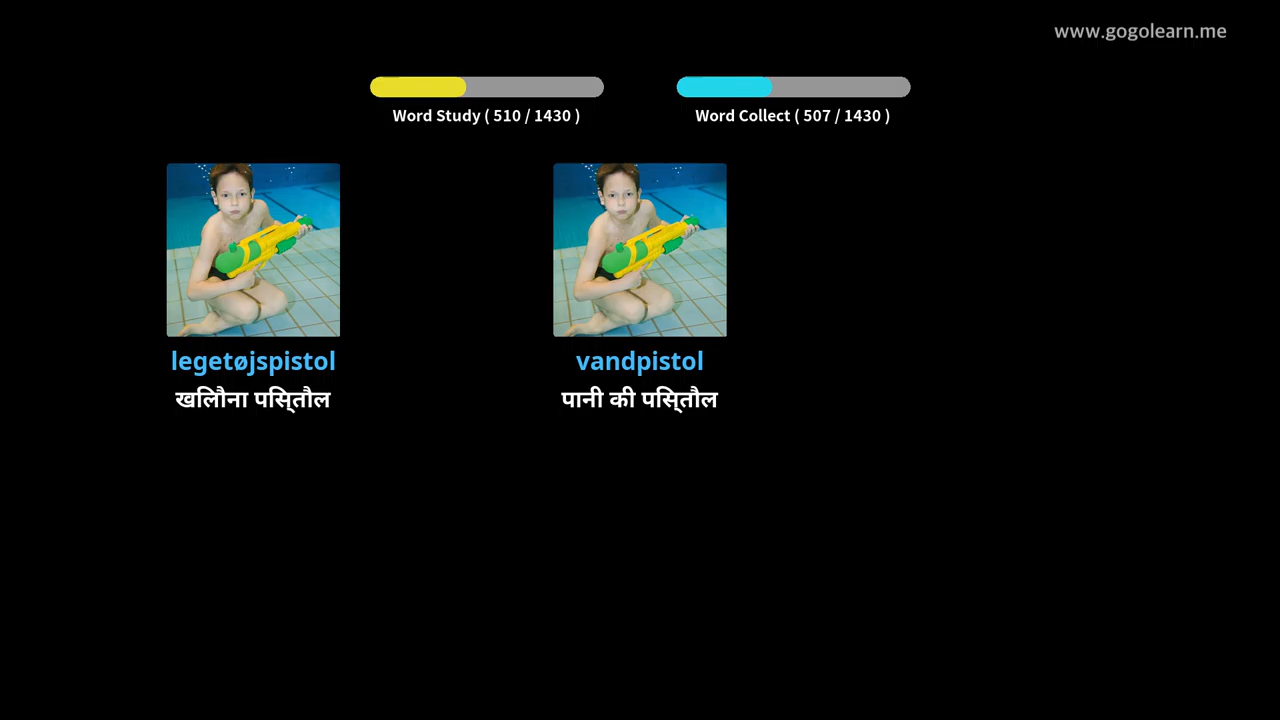 www.gogolearn.me
Word Study ( 510 / 1430 )
Word Collect ( 507 / 1430 )
legetøjspistol
vandpistol
खिलौना पिस्तौल
पानी की पिस्तौल